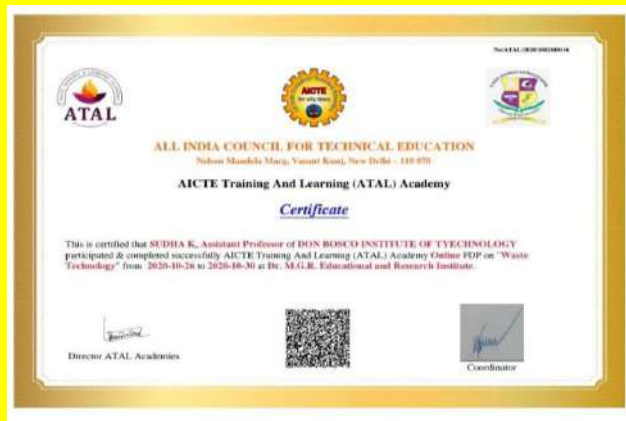 ATAL
AICTE
ALL INDIA COUNCIL FOR TECHNICAL EDUCATION
Nelson Mandela Marg, Vasant Kunj, New Delhi – 110 070
AICTE Training And Learning (ATAL) Academy
Certificate
This is certified that SUDHA K, Assistant Professor of DON BOSCO INSTITUTE OF TYECHNOLOGY
participated & completed successfully AICTE Training And Learning (ATAL) Academy Online FDP on "Waste
Technology" from 2020-10-26 to 2020-10-30 at Dr. M.G.R. Educational and Research Institute.
Director ATAL Academies
Coordinator